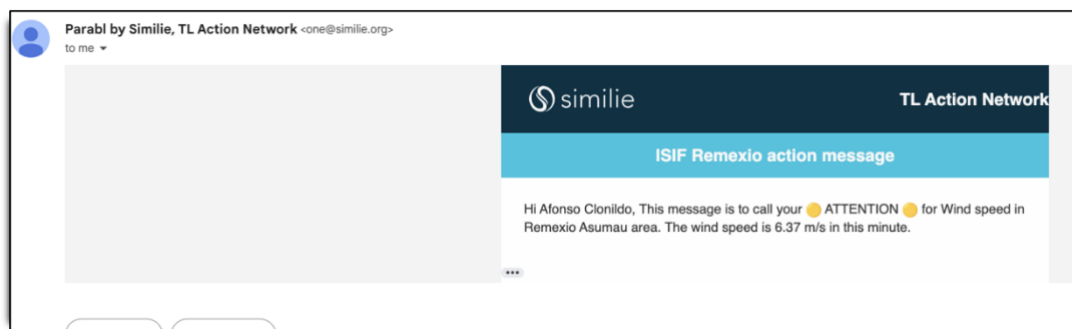 Parabl by Similie, TL Action Network <one@similie.org>
to me
similie
TL Action Network
ISIF Remexio action message
Hi Afonso Clonildo, This message is to call your 🟡 ATTENTION 🟡 for Wind speed in
Remexio Asumau area. The wind speed is 6.37 m/s in this minute.